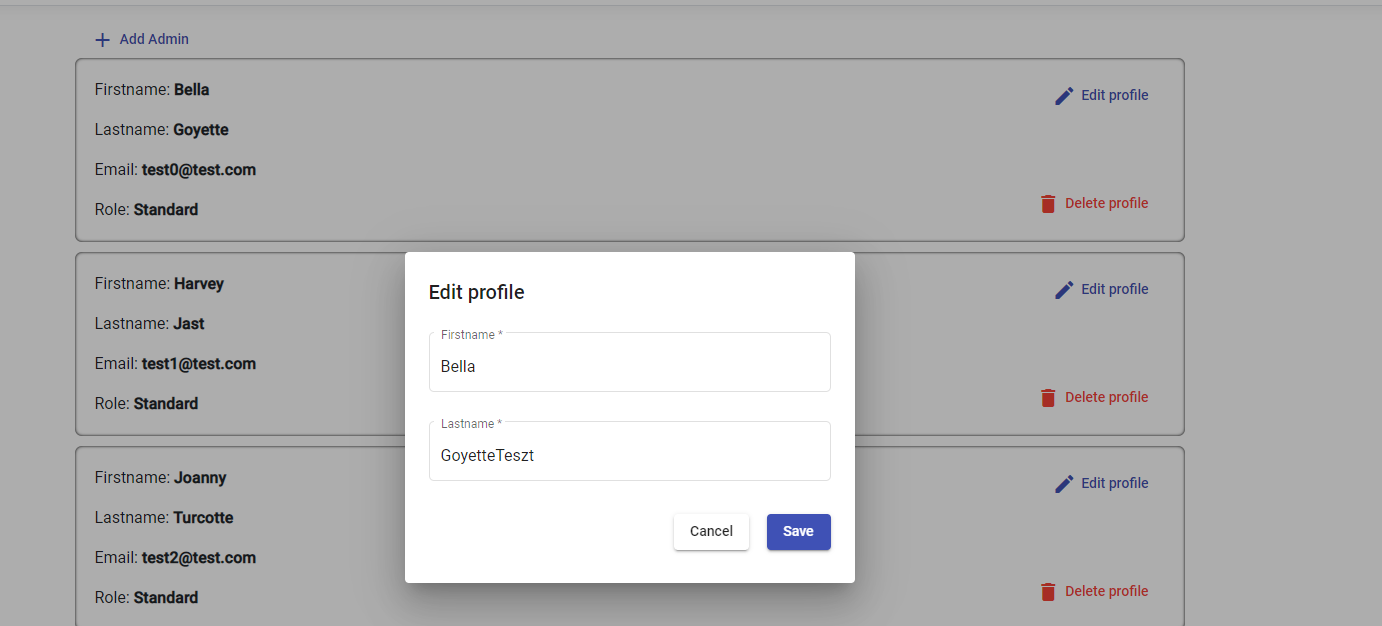 Add Admin
Firstname: Bella
Edit profile
Lastname: Goyette
Email: test0@test.com
Role: Standard
Delete profile
Firstname: Harvey
Edit profile
Lastname: Jast
Email: test1@test.com
Role: Standard
Delete profile
Firstname: Joanny
Edit profile
Lastname: Turcotte
Email: test2@test.com
Role: Standard
Delete profile
Edit profile
Firstname *
Bella
Lastname *
GoyetteTeszt
Cancel
Save